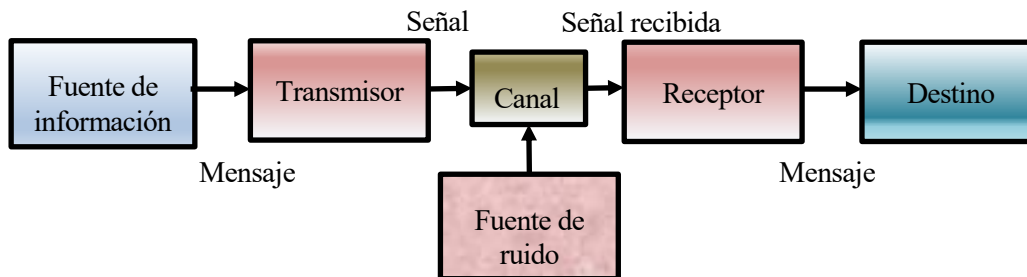 Señal
Señal recibida
Fuente de
información
Transmisor
Canal
Receptor
Destino
Mensaje
Mensaje
Fuente de
ruido